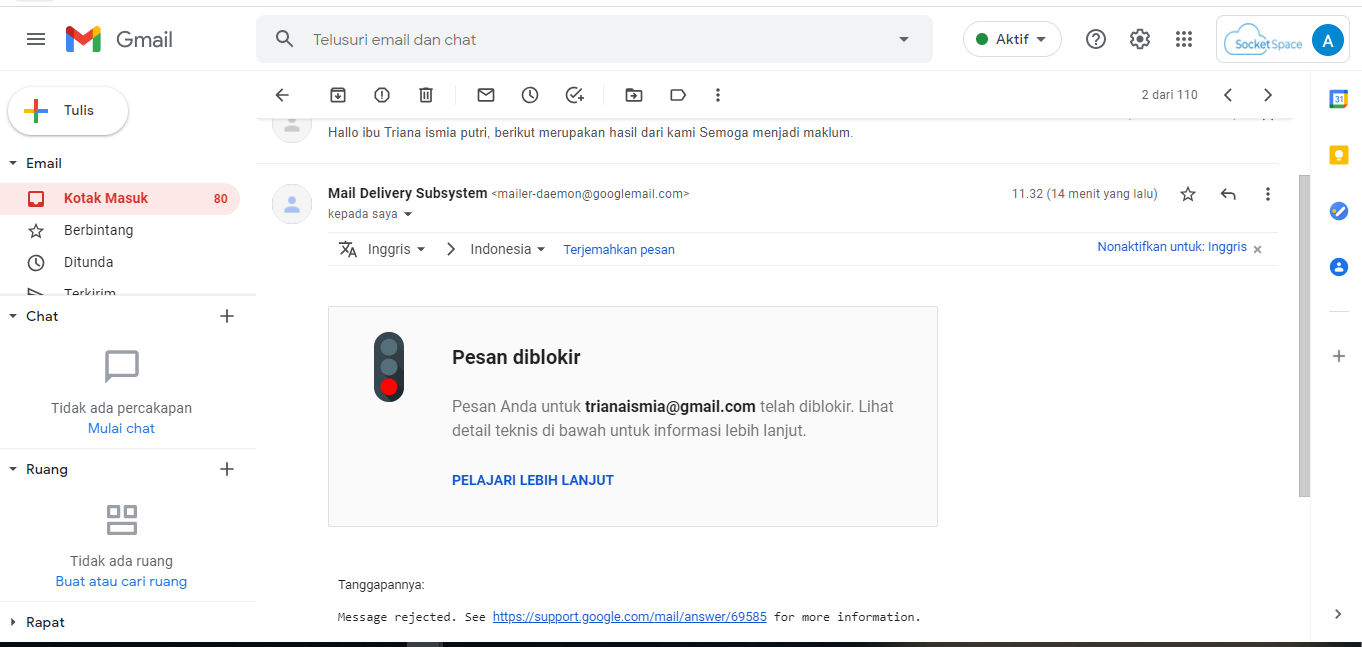 Gmail
Telusuri email dan chat
Aktif
SocketSpace
A
Tulis
2 dari 110
31
Email
Kotak Masuk 80
Berbintang
Ditunda
Terkirim
Chat
Tidak ada percakapan
Mulai chat
Ruang
Tidak ada ruang
Buat atau cari ruang
Rapat
Hallo ibu Triana ismia putri, berikut merupakan hasil dari kami Semoga menjadi maklum.
Mail Delivery Subsystem <mailer-daemon@googlemail.com>
11.32 (14 menit yang lalu)
kepada saya
Inggris
Indonesia
Terjemahkan pesan
Nonaktifkan untuk: Inggris
Pesan diblokir
Pesan Anda untuk trianaismia@gmail.com telah diblokir. Lihat
detail teknis di bawah untuk informasi lebih lanjut.
PELAJARI LEBIH LANJUT
Tanggapannya:
Message rejected. See https://support.google.com/mail/answer/69585 for more information.